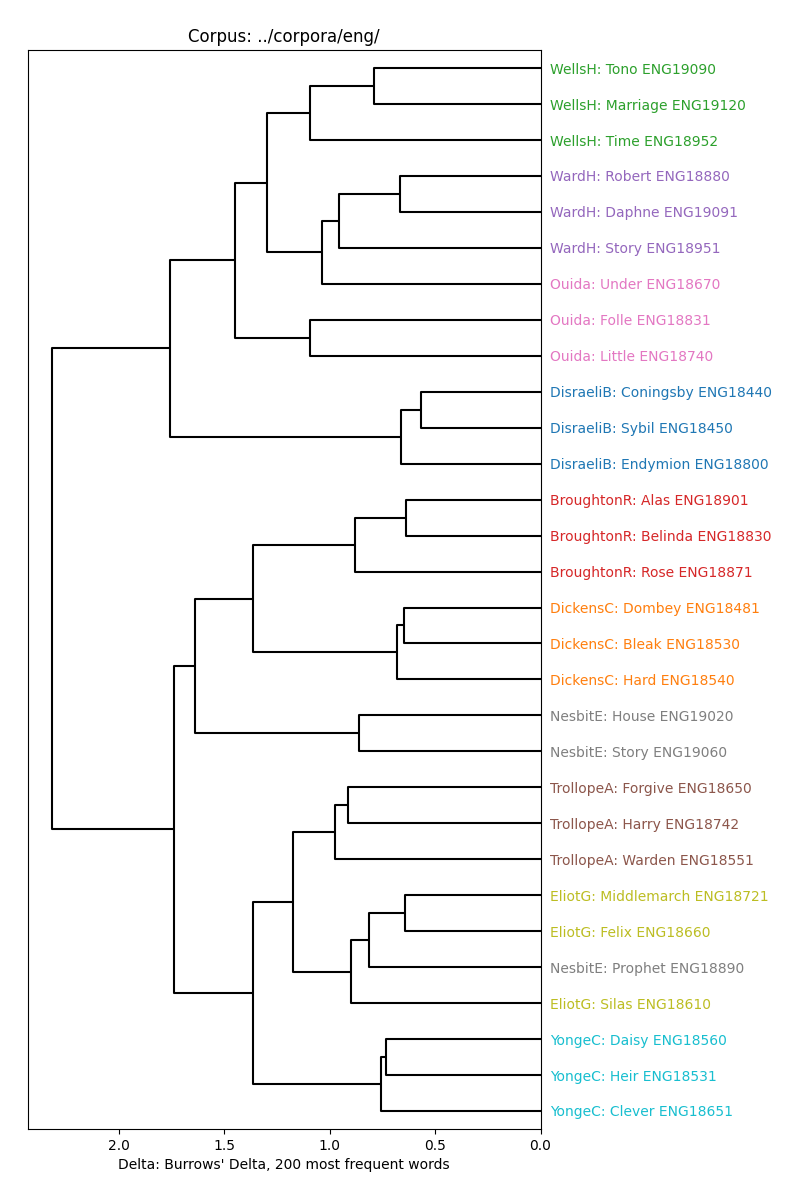 Corpus: ../corpora/eng/
WellsH: Tono ENG19090
WellsH: Marriage ENG19120
WellsH: Time ENG18952
WardH: Robert ENG18880
WardH: Daphne ENG19091
WardH: Story ENG18951
Ouida: Under ENG18670
Ouida: Folle ENG18831
Ouida: Little ENG18740
DisraeliB: Coningsby ENG18440
DisraeliB: Sybil ENG18450
DisraeliB: Endymion ENG18800
BroughtonR: Alas ENG18901
BroughtonR: Belinda ENG18830
BroughtonR: Rose ENG18871
DickensC: Dombey ENG18481
DickensC: Bleak ENG18530
DickensC: Hard ENG18540
NesbitE: House ENG19020
NesbitE: Story ENG19060
TrollopeA: Forgive ENG18650
TrollopeA: Harry ENG18742
TrollopeA: Warden ENG18551
EliotG: Middlemarch ENG18721
EliotG: Felix ENG18660
NesbitE: Prophet ENG18890
EliotG: Silas ENG18610
YongeC: Daisy ENG18560
YongeC: Heir ENG18531
YongeC: Clever ENG18651
2.0 1.5 1.0 0.5 0.0
Delta: Burrows' Delta, 200 most frequent words